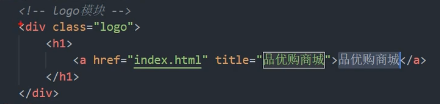 <!-- Logo模块 -->
<div class="logo">
<h1>
<a href="index.html" title="品优购商城">品优购商城</a>
</h1>
</div>